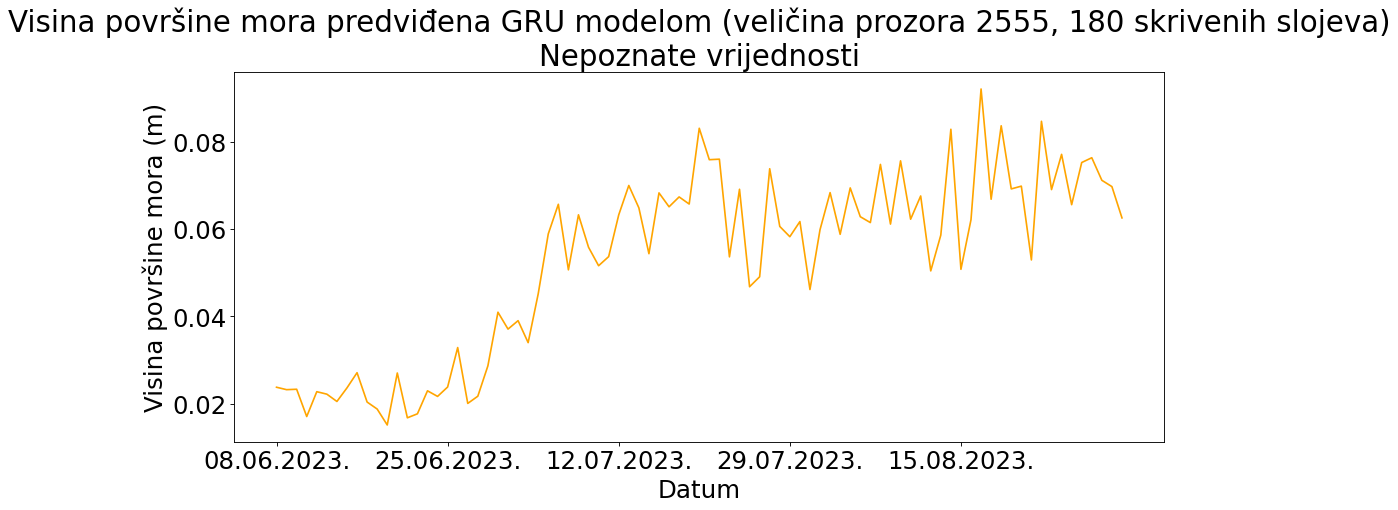 Visina površine mora predviđena GRU modelom (veličina prozora 2555, 180 skrivenih slojeva)
Nepoznate vrijednosti
Visina površine mora (m)
0.08
0.06
0.04
0.02
08.06.2023. 25.06.2023. 12.07.2023. 29.07.2023. 15.08.2023.
Datum